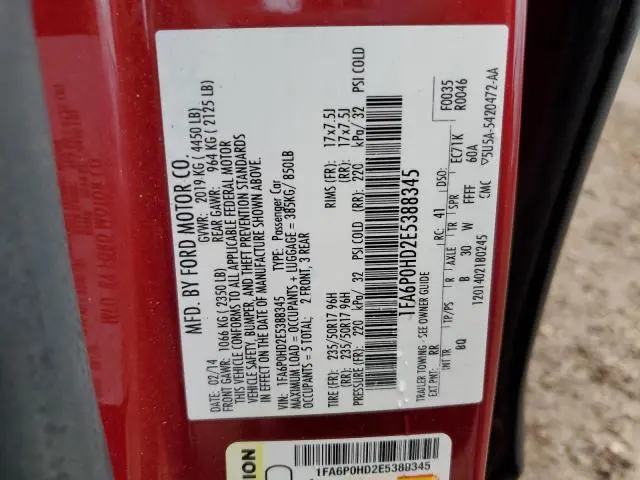 MFD. BY FORD MOTOR CO.
DATE: 02/14 GVWR: 2019 KG ( 4450 LB)
FRONT GAWR: 1066 KG ( 2350 LB) REAR GAWR: 964 KG ( 2125 LB)
THIS VEHICLE CONFORMS TO ALL APPLICABLE FEDERAL MOTOR
VEHICLE SAFETY, BUMPER, AND THEFT PREVENTION STANDARDS
IN EFFECT ON THE DATE OF MANUFACTURE SHOWN ABOVE.
VIN: 1FA6P0HD2E5388345 TYPE: Passenger Car
MAXIMUM LOAD = OCCUPANTS + LUGGAGE = 385KG/ 850LB
OCCUPANTS = 5 TOTAL: 2 FRONT, 3 REAR
TIRE (FR): 235/50R17 96H RIMS (FR): 17x7.5J
(RR): 235/50R17 96H (RR): 17x7.5J
PRESSURE (FR): 220 kPa/ 32 PSI COLD (RR): 220 kPa/ 32 PSI COLD
1FA6P0HD2E5388345
TRAILER TOWING - SEE OWNER GUIDE F0035
R0046
EXT PNT: RR RC: 41 DSO:
INT TR TP/PS R AXLE TR SPR EC71K
BQ B 30 W FFFF 60A
1201402180245 CMC ▽5U5A-5420472-AA
ION
1FA6P0HD2E5388345